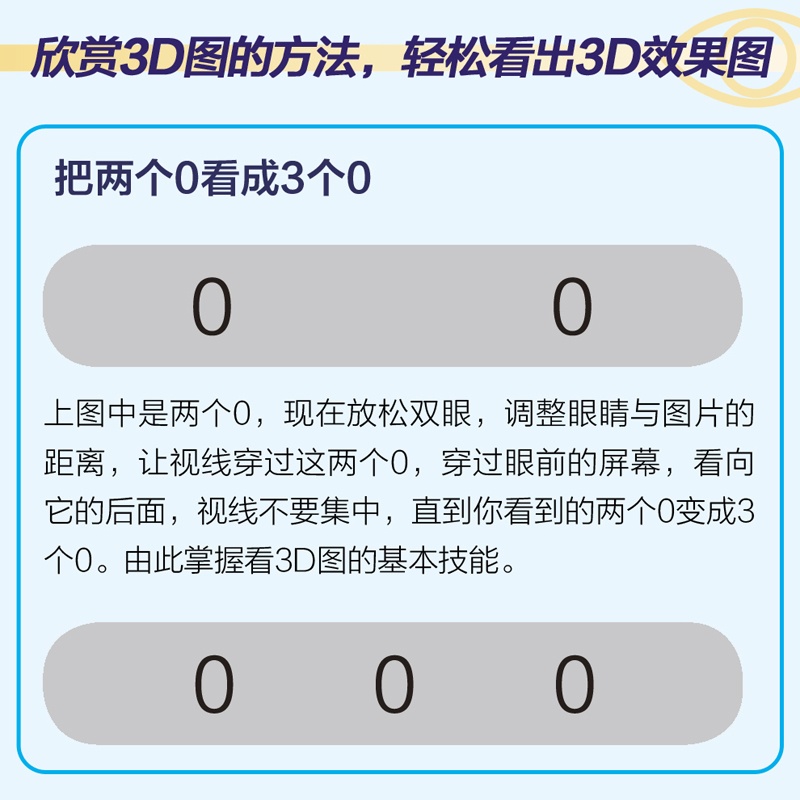 欣赏3D图的方法，轻松看出3D效果图
把两个0看成3个0
0 0
上图中是两个0，现在放松双眼，调整眼睛与图片的
距离，让视线穿过这两个0，穿过眼前的屏幕，看向
它的后面，视线不要集中，直到你看到的两个0变成3
个0。由此掌握看3D图的基本技能。
0 0 0